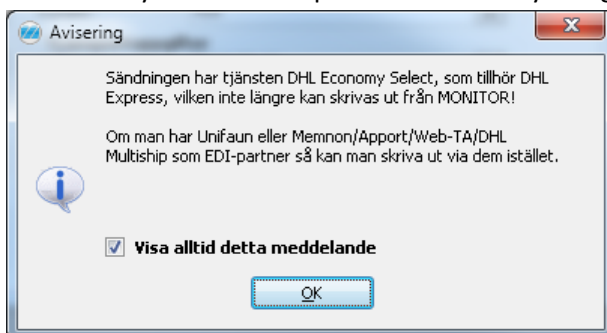 Avisering
Sändningen har tjänsten DHL Economy Select, som tillhör DHL
Express, vilken inte längre kan skrivas ut från MONITOR!
Om man har Unifaun eller Memnon/Apport/Web-TA/DHL
Multiship som EDI-partner så kan man skriva ut via dem istället.
Visa alltid detta meddelande
OK